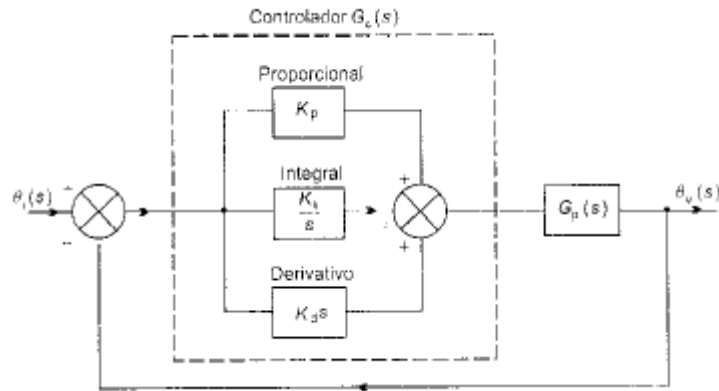 Controlador G_c(s)
Proporcional
K_p
Integral
θ_i(s)
K_i
s
G_p(s)
θ_o(s)
Derivativo
K_d s